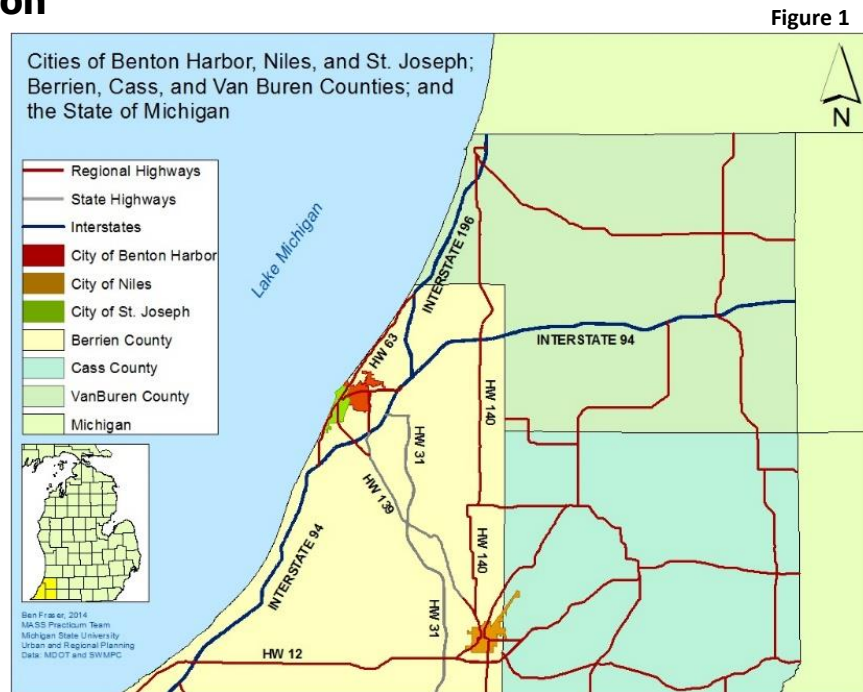 on
Figure 1
Cities of Benton Harbor, Niles, and St. Joseph;
Berrien, Cass, and Van Buren Counties; and
the State of Michigan
N
Regional Highways
State Highways
Interstates
City of Benton Harbor
City of Niles
City of St. Joseph
Berrien County
Cass County
VanBuren County
Michigan
Lake Michigan
INTERSTATE 196
HW 63
INTERSTATE 94
HW 140
HW 31
HW 139
HW 140
INTERSTATE 94
HW 31
HW 12
Ben Fraser, 2014
MASS Practicum Team
Michigan State University
Urban and Regional Planning
Data: MDOT and SWMPC